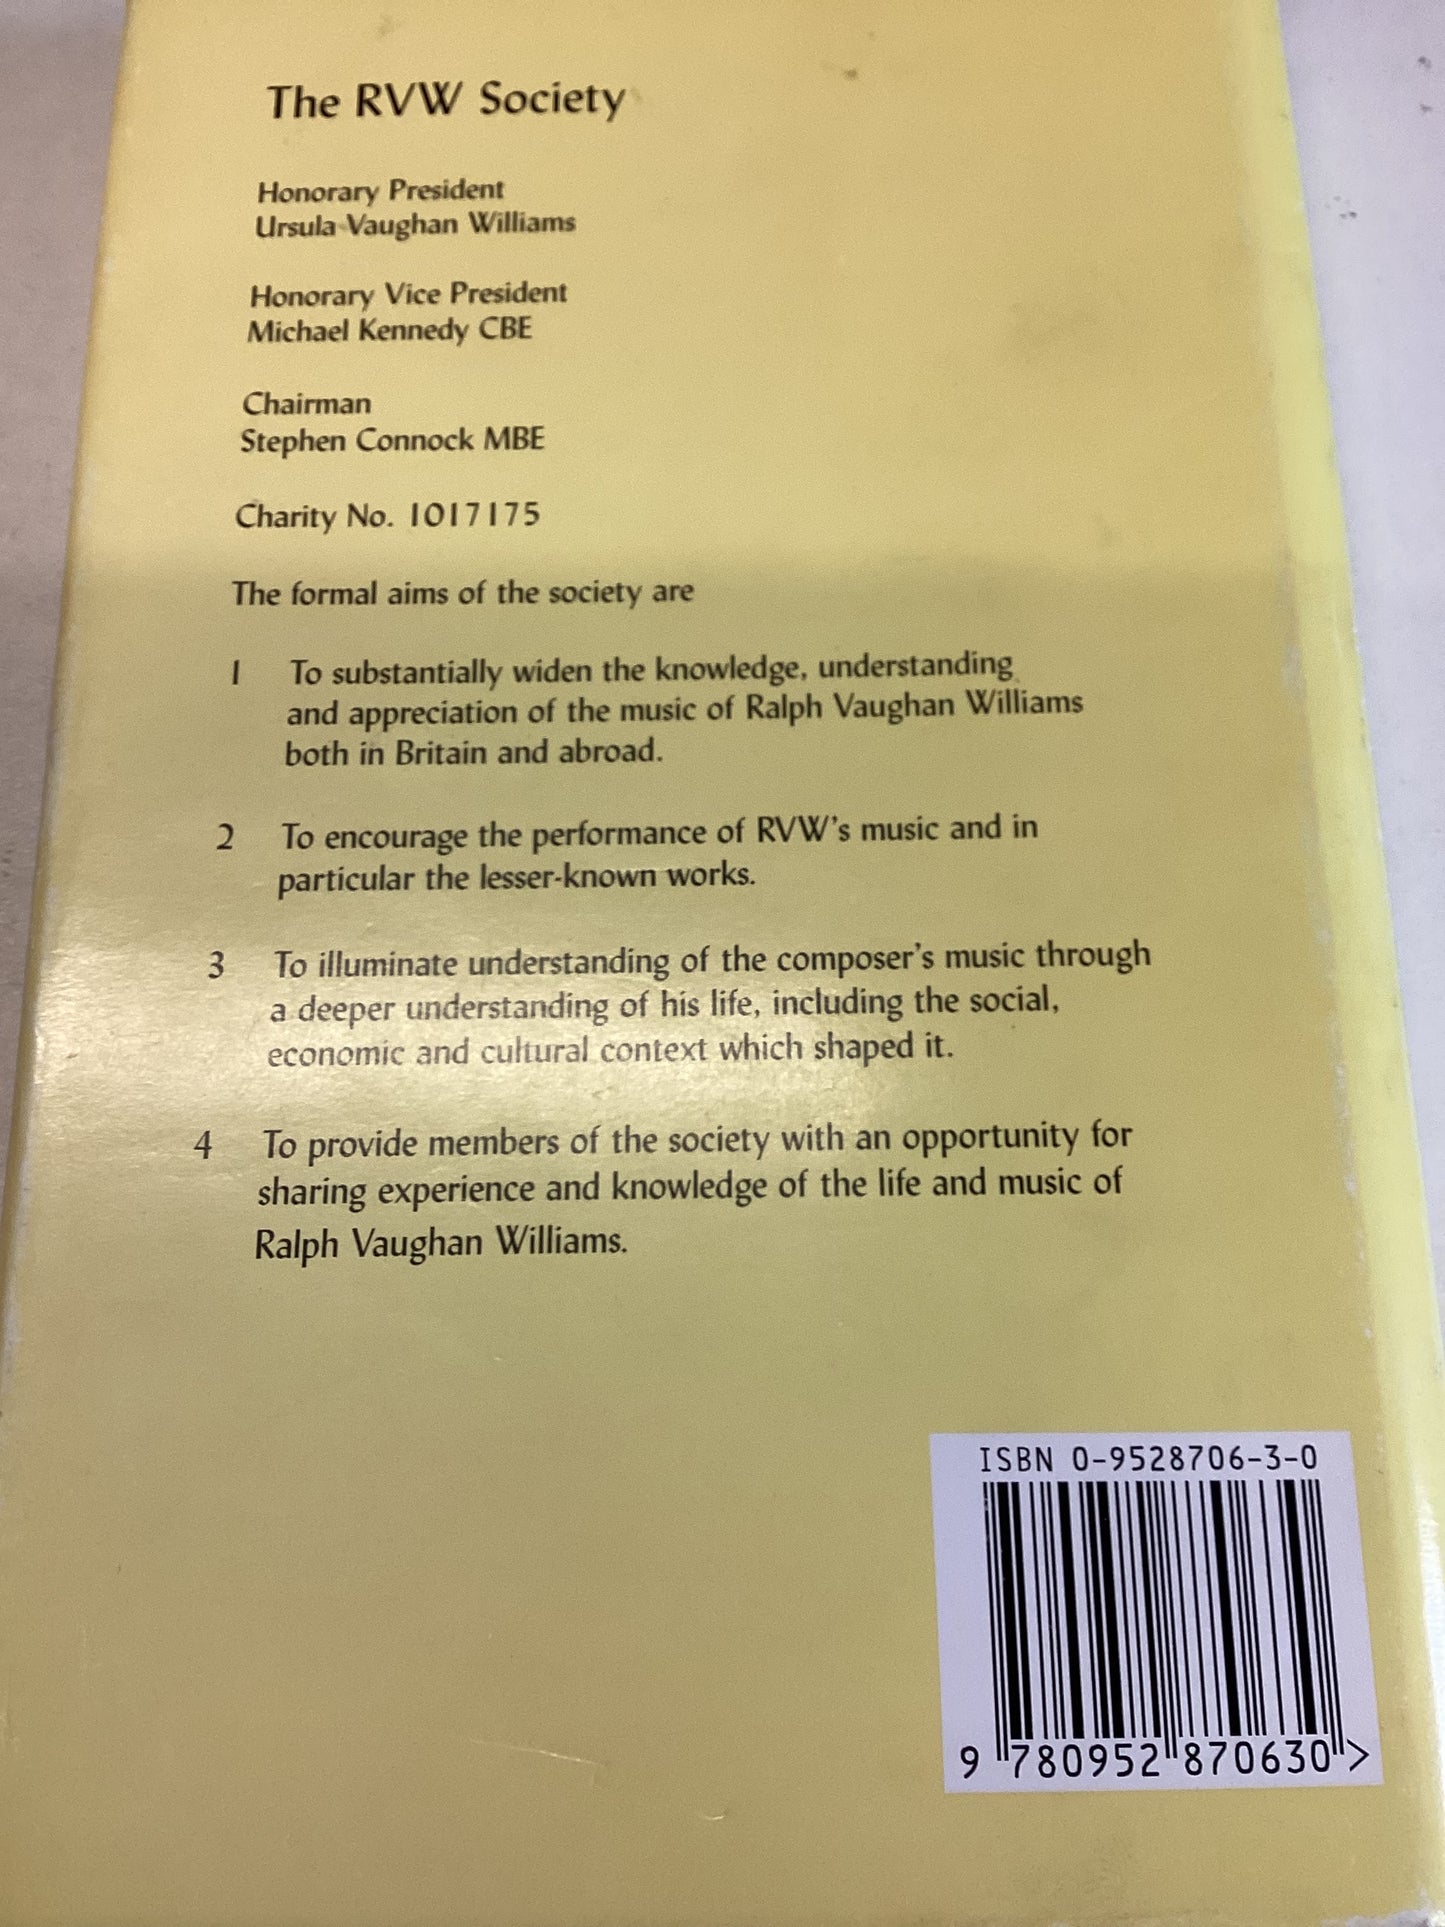 The RVW Society
Honorary President
Ursula Vaughan Williams
Honorary Vice President
Michael Kennedy CBE
Chairman
Stephen Connock MBE
Charity No. 1017175
The formal aims of the society are
1 To substantially widen the knowledge, understanding
and appreciation of the music of Ralph Vaughan Williams
both in Britain and abroad.
2 To encourage the performance of RVW's music and in
particular the lesser-known works.
3 To illuminate understanding of the composer's music through
a deeper understanding of his life, including the social,
economic and cultural context which shaped it.
4 To provide members of the society with an opportunity for
sharing experience and knowledge of the life and music of
Ralph Vaughan Williams.
ISBN 0-9528706-3-0
9 780952 870630 >